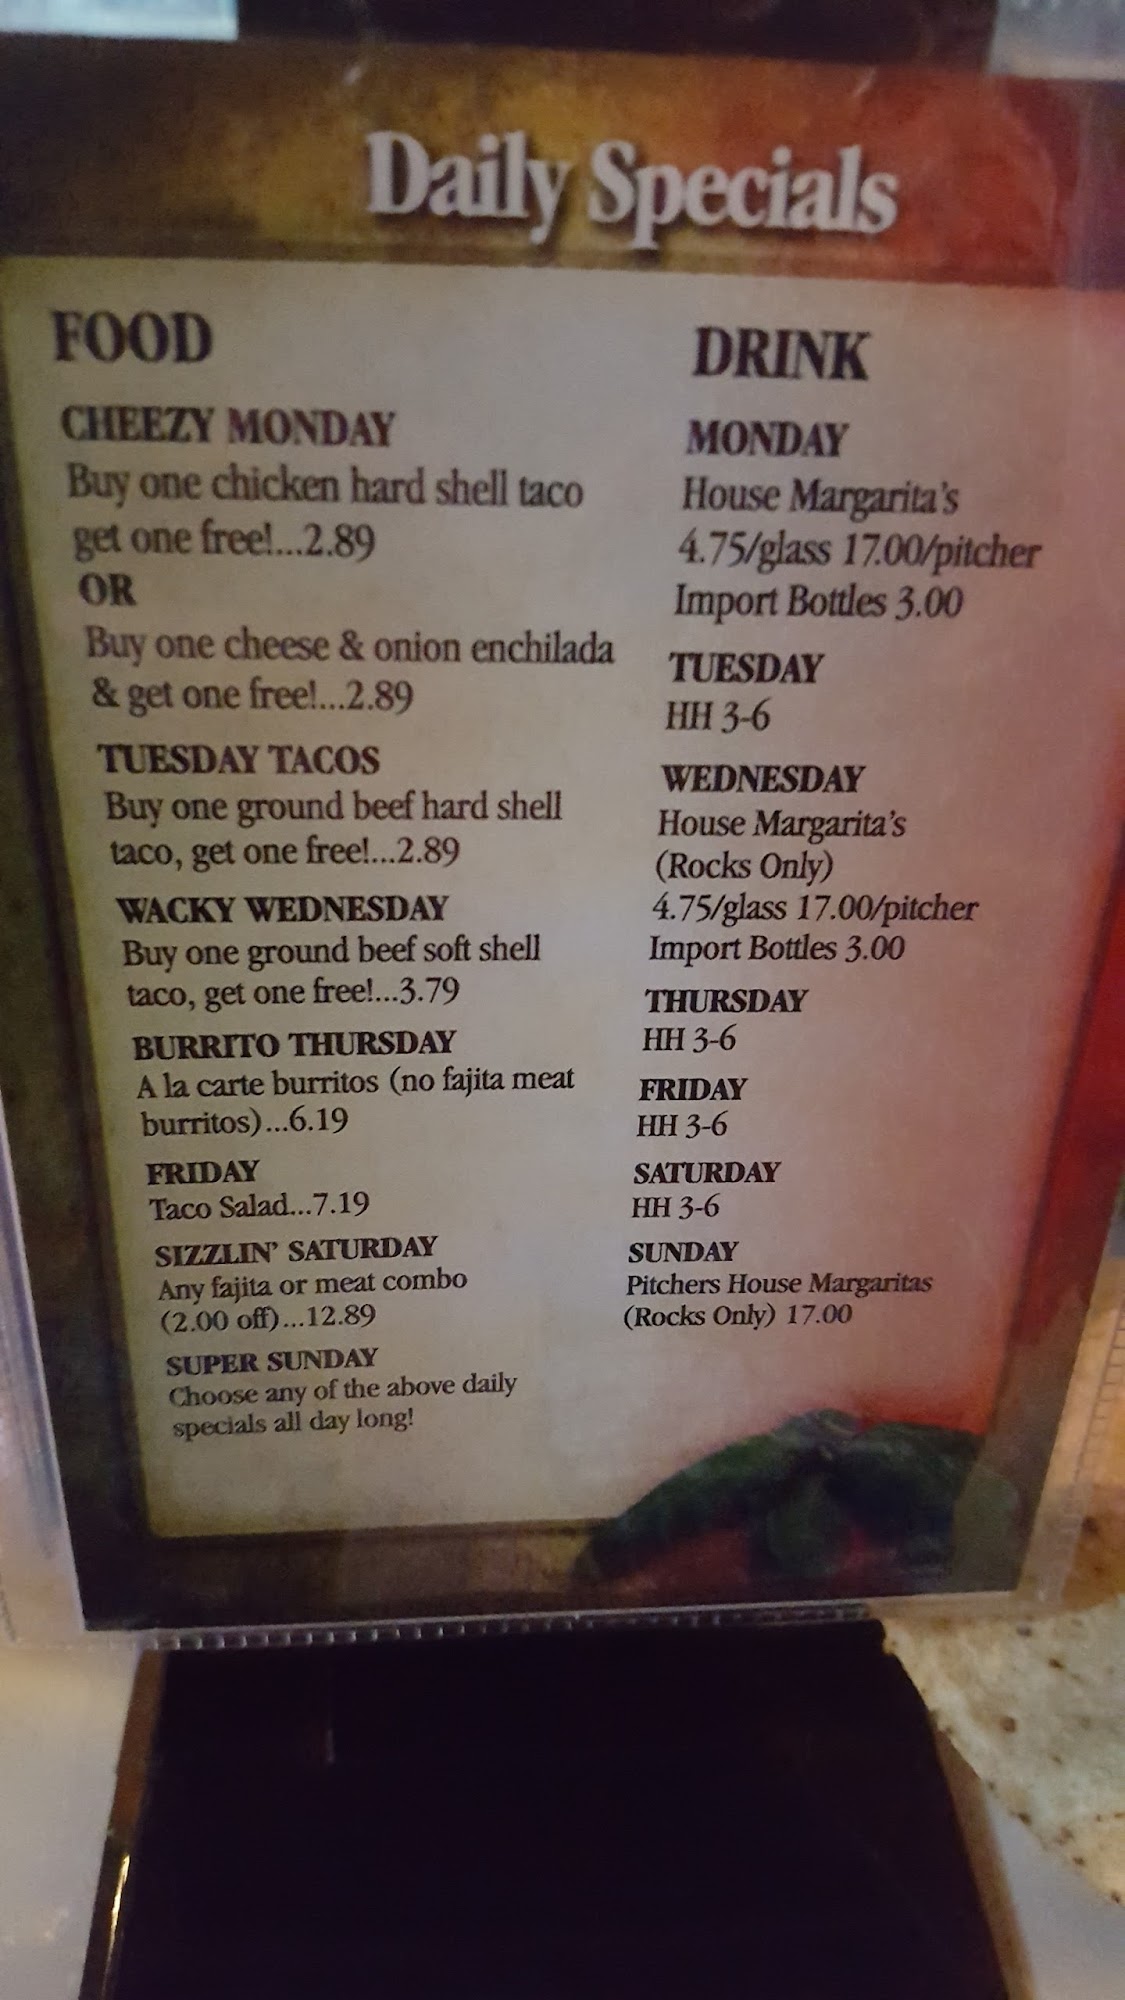 Daily Specials
FOOD
CHEEZY MONDAY
Buy one chicken hard shell taco
get one free!...2.89
OR
Buy one cheese & onion enchilada
& get one free!...2.89
TUESDAY TACOS
Buy one ground beef hard shell
taco, get one free!...2.89
WACKY WEDNESDAY
Buy one ground beef soft shell
taco, get one free!...3.79
BURRITO THURSDAY
A la carte burritos (no fajita meat
burritos)...6.19
FRIDAY
Taco Salad...7.19
SIZZLIN' SATURDAY
Any fajita or meat combo
(2.00 off)...12.89
SUPER SUNDAY
Choose any of the above daily
specials all day long!
DRINK
MONDAY
House Margarita's
4.75/glass 17.00/pitcher
Import Bottles 3.00
TUESDAY
HH 3-6
WEDNESDAY
House Margarita's
(Rocks Only)
4.75/glass 17.00/pitcher
Import Bottles 3.00
THURSDAY
HH 3-6
FRIDAY
HH 3-6
SATURDAY
HH 3-6
SUNDAY
Pitchers House Margaritas
(Rocks Only) 17.00